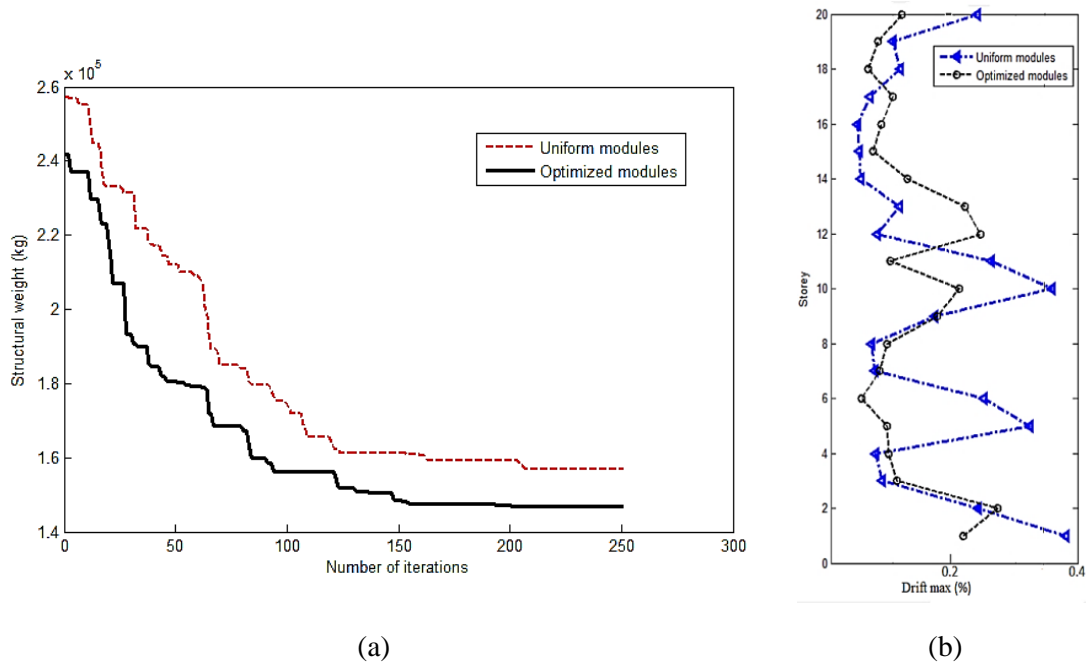 x 10^5
2.6
2.4
2.2
2
1.8
1.6
1.4
0 50 100 150 200 250 300
Structural weight (kg)
Number of iterations
Uniform modules
Optimized modules
(a)
20
18
16
14
12
10
8
6
4
2
0
Storey
Uniform modules
Optimized modules
0.2 0.4
Drift max (%)
(b)